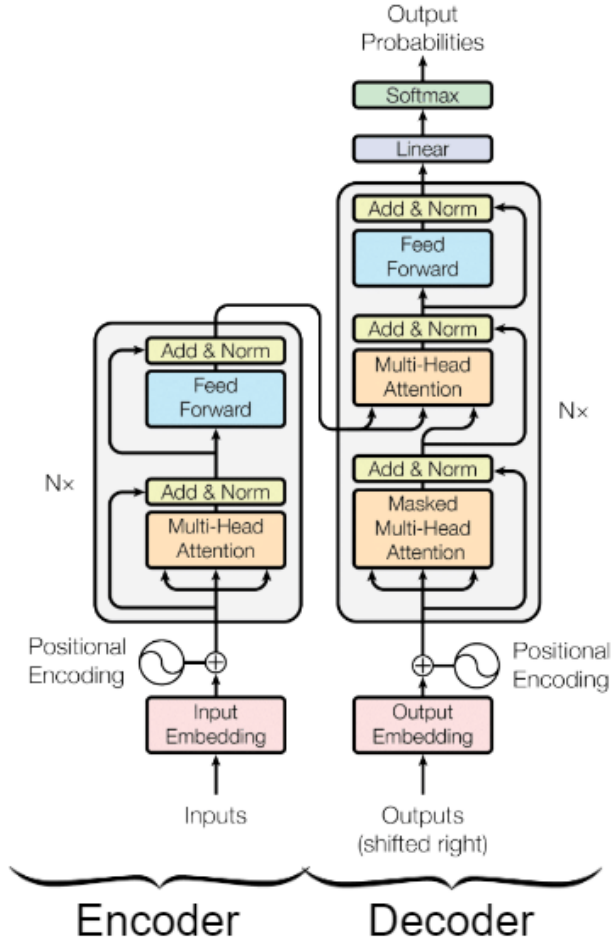 Output
Probabilities
Softmax
Linear
Add & Norm
Feed
Forward
Add & Norm
Multi-Head
Attention
Nx
Add & Norm
Masked
Multi-Head
Attention
Add & Norm
Feed
Forward
Nx
Add & Norm
Multi-Head
Attention
Positional
Encoding
Positional
Encoding
Input
Embedding
Output
Embedding
Inputs
Outputs
(shifted right)
Encoder
Decoder